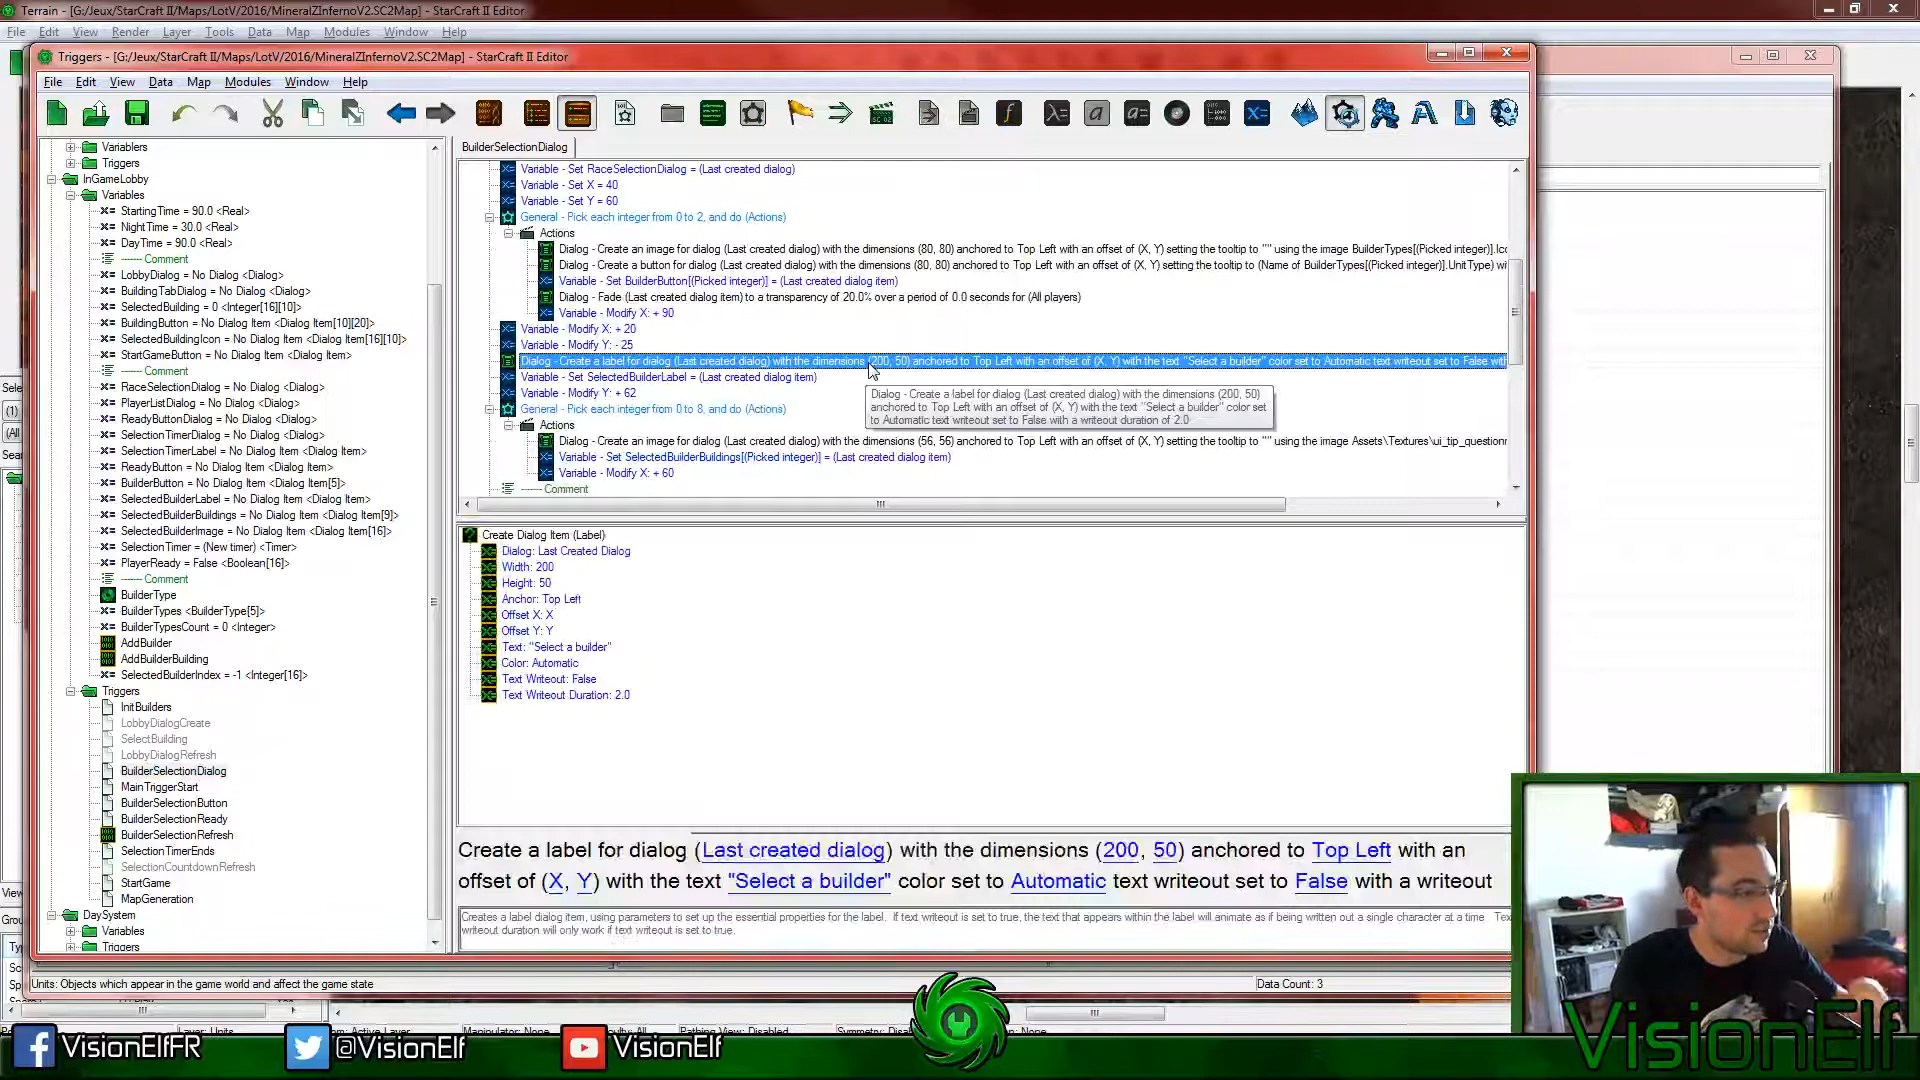 Terrain - [G:/Jeux/StarCraft II/Maps/LotV/2016/MineralZInfernoV2.SC2Map] - StarCraft II Editor
File Edit View Render Layer Tools Data Map Modules Window Help
Triggers - [G:/Jeux/StarCraft II/Maps/LotV/2016/MineralZInfernoV2.SC2Map] - StarCraft II Editor
File Edit View Data Map Modules Window Help
Variablers
Triggers
InGameLobby
Variables
StartingTime = 90.0 <Real>
NightTime = 30.0 <Real>
DayTime = 90.0 <Real>
------- Comment
LobbyDialog = No Dialog <Dialog>
BuildingTabDialog = No Dialog <Dialog>
SelectedBuilding = 0 <Integer[16][10]>
BuildingButton = No Dialog Item <Dialog Item[10][20]>
SelectedBuildingIcon = No Dialog Item <Dialog Item[16][10]>
StartGameButton = No Dialog Item <Dialog Item>
------- Comment
RaceSelectionDialog = No Dialog <Dialog>
PlayerListDialog = No Dialog <Dialog>
ReadyButtonDialog = No Dialog <Dialog>
SelectionTimerDialog = No Dialog <Dialog>
SelectionTimerLabel = No Dialog Item <Dialog Item>
ReadyButton = No Dialog Item <Dialog Item>
BuilderButton = No Dialog Item <Dialog Item[5]>
SelectedBuilderLabel = No Dialog Item <Dialog Item>
SelectedBuilderBuildings = No Dialog Item <Dialog Item[9]>
SelectedBuilderImage = No Dialog Item <Dialog Item[16]>
SelectionTimer = (New timer) <Timer>
PlayerReady = False <Boolean[16]>
------- Comment
BuilderType
BuilderTypes <BuilderType[5]>
BuilderTypesCount = 0 <Integer>
AddBuilder
AddBuilderBuilding
SelectedBuilderIndex = -1 <Integer[16]>
Triggers
InitBuilders
LobbyDialogCreate
SelectBuilding
LobbyDialogRefresh
BuilderSelectionDialog
MainTriggerStart
BuilderSelectionButton
BuilderSelectionReady
BuilderSelectionRefresh
SelectionTimerEnds
SelectionCountdownRefresh
StartGame
MapGeneration
DaySystem
Variables
Triggers
BuilderSelectionDialog
Variable - Set RaceSelectionDialog = (Last created dialog)
Variable - Set X = 40
Variable - Set Y = 60
General - Pick each integer from 0 to 2, and do (Actions)
Actions
Dialog - Create an image for dialog (Last created dialog) with the dimensions (80, 80) anchored to Top Left with an offset of (X, Y) setting the tooltip to "" using the image BuilderTypes[(Picked integer)].Icc
Dialog - Create a button for dialog (Last created dialog) with the dimensions (80, 80) anchored to Top Left with an offset of (X, Y) setting the tooltip to (Name of BuilderTypes[(Picked integer)].UnitType) wi
Variable - Set BuilderButton[(Picked integer)] = (Last created dialog item)
Dialog - Fade (Last created dialog item) to a transparency of 20.0% over a period of 0.0 seconds for (All players)
Variable - Modify X: + 90
Variable - Modify X: + 20
Variable - Modify Y: - 25
Dialog - Create a label for dialog (Last created dialog) with the dimensions (200, 50) anchored to Top Left with an offset of (X, Y) with the text "Select a builder" color set to Automatic text writeout set to False with
Variable - Set SelectedBuilderLabel = (Last created dialog item)
Variable - Modify Y: + 62
General - Pick each integer from 0 to 8, and do (Actions)
Actions
Dialog - Create an image for dialog (Last created dialog) with the dimensions (56, 56) anchored to Top Left with an offset of (X, Y) setting the tooltip to "" using the image Assets\Textures\ui_tip_question
Variable - Set SelectedBuilderBuildings[(Picked integer)] = (Last created dialog item)
Variable - Modify X: + 60
------- Comment
Dialog - Create a label for dialog (Last created dialog) with the dimensions (200, 50)
anchored to Top Left with an offset of (X, Y) with the text "Select a builder" color set
to Automatic text writeout set to False with a writeout duration of 2.0
Create Dialog Item (Label)
Dialog: Last Created Dialog
Width: 200
Height: 50
Anchor: Top Left
Offset X: X
Offset Y: Y
Text: "Select a builder"
Color: Automatic
Text Writeout: False
Text Writeout Duration: 2.0
Create a label for dialog (Last created dialog) with the dimensions (200, 50) anchored to Top Left with an
offset of (X, Y) with the text "Select a builder" color set to Automatic text writeout set to False with a writeout
Creates a label dialog item, using parameters to set up the essential properties for the label. If text writeout is set to true, the text that appears within the label will animate as if being written out a single character at a time. Tex
writeout duration will only work if text writeout is set to true.
Units: Objects which appear in the game world and affect the game state
Data Count: 3
VisionElfFR
@VisionElf
VisionElf
VisionElf